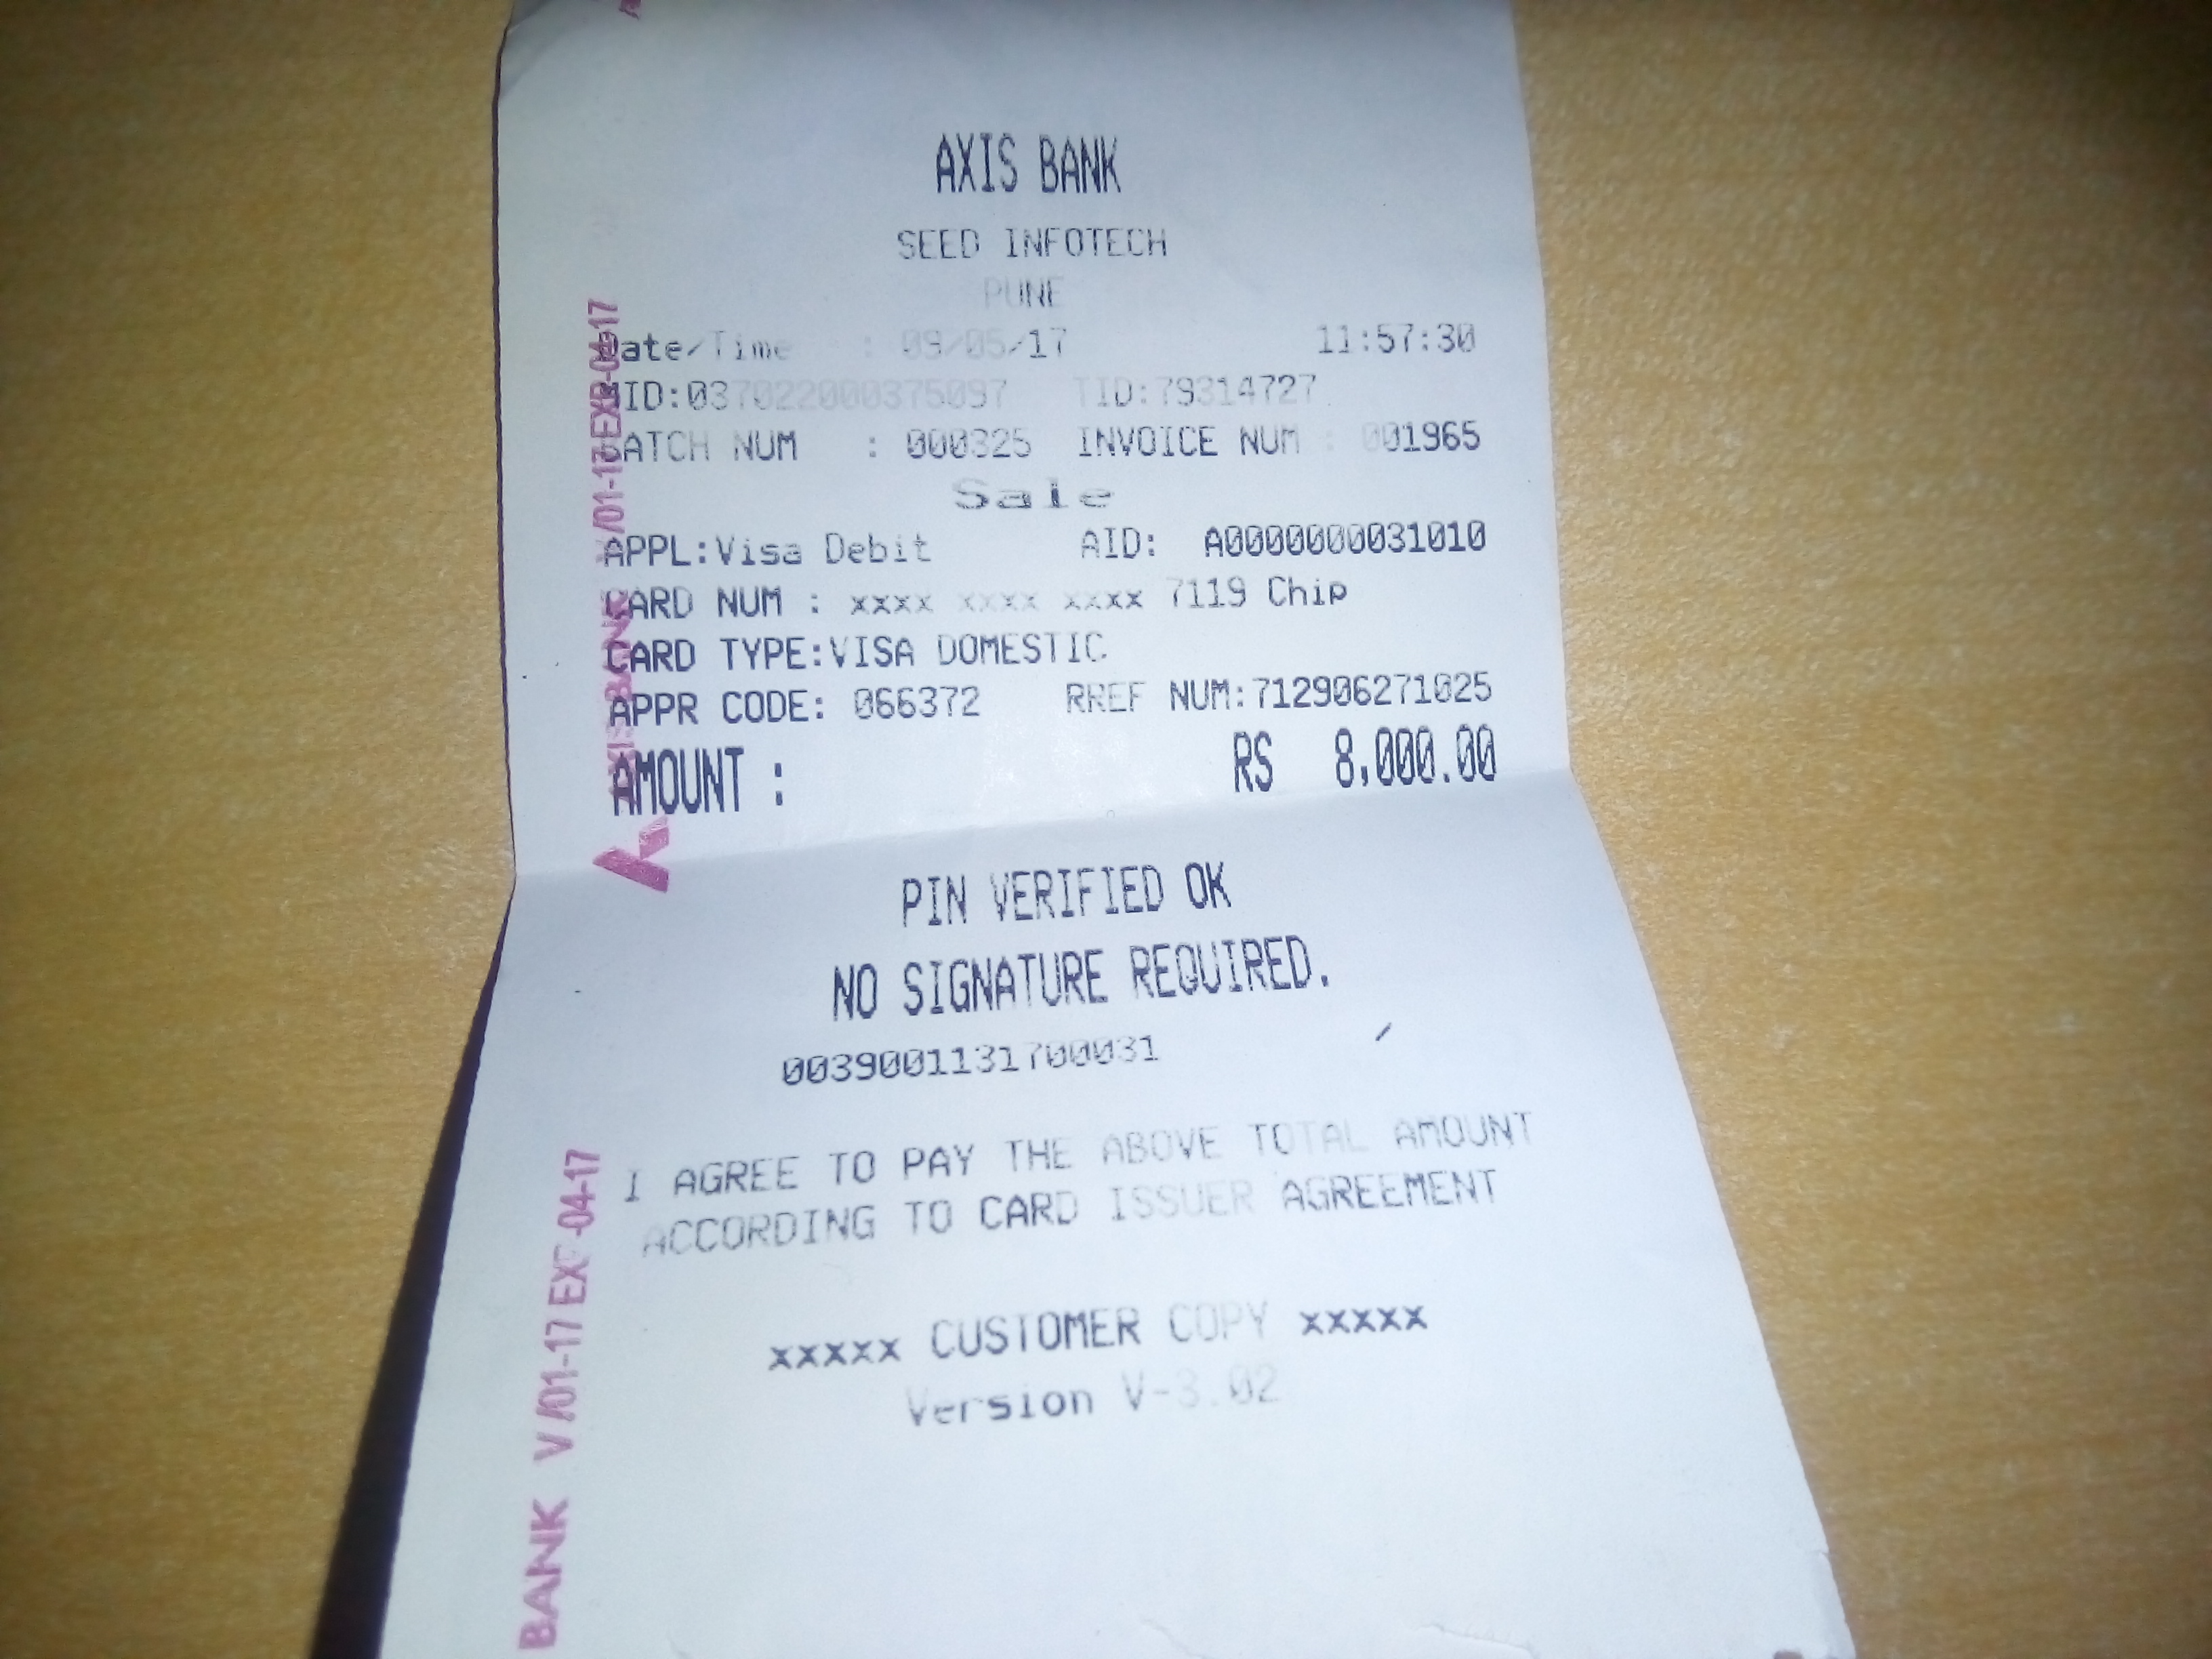 AXIS BANK
SEED INFOTECH
PUNE
Date/Time : 09/05/17 11:57:30
MID:037022000375097 TID:79314727
BATCH NUM : 000325 INVOICE NUM : 001965
Sale
APPL:Visa Debit AID: A0000000031010
CARD NUM : xxxx xxxx xxxx 7119 Chip
CARD TYPE:VISA DOMESTIC
APPR CODE: 066372 RREF NUM:712906271025
AMOUNT : RS 8,000.00
PIN VERIFIED OK
NO SIGNATURE REQUIRED.
0039001131700031
I AGREE TO PAY THE ABOVE TOTAL AMOUNT
ACCORDING TO CARD ISSUER AGREEMENT
xxxxx CUSTOMER COPY xxxxx
Version V-3.02
AXIS BANK V/01-17 EXP-04-17
BANK V/01-17 EXP-04-17